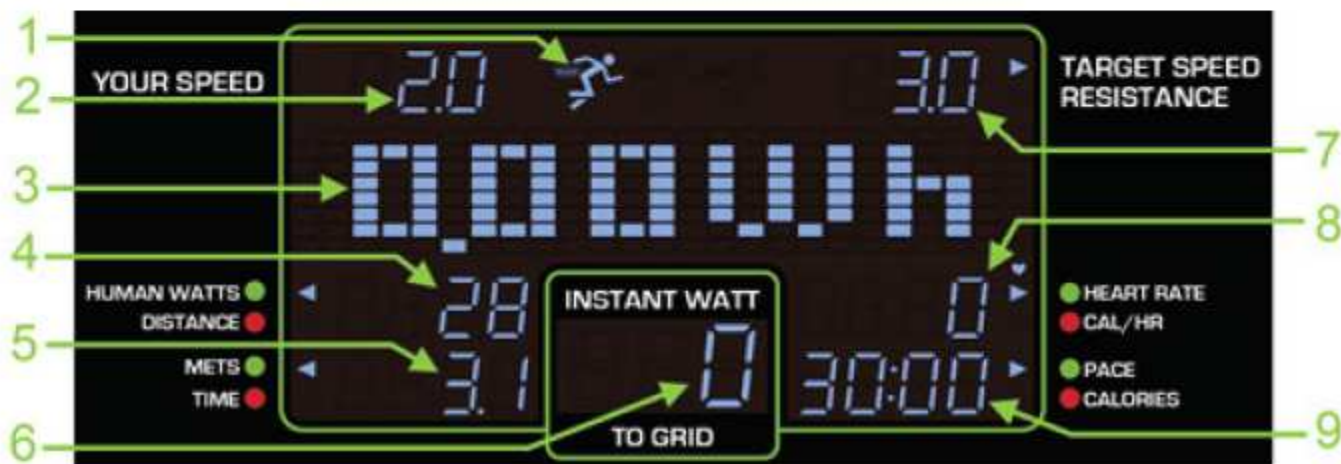 1
YOUR SPEED
2.0
3.0
TARGET SPEED
RESISTANCE
2
7
3
0.00Wh
8
4
HUMAN WATTS
DISTANCE
28
INSTANT WATT
0
HEART RATE
CAL/HR
5
METS
TIME
3.1
0
30:00
PACE
CALORIES
6
TO GRID
9